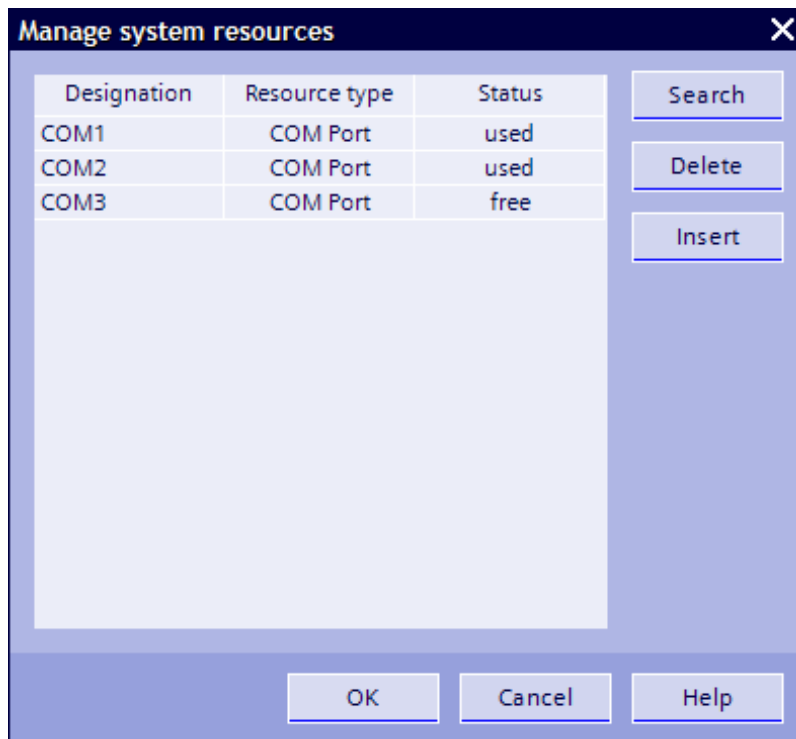 Manage system resources
Designation Resource type Status
COM1 COM Port used
COM2 COM Port used
COM3 COM Port free
Search
Delete
Insert
OK Cancel Help